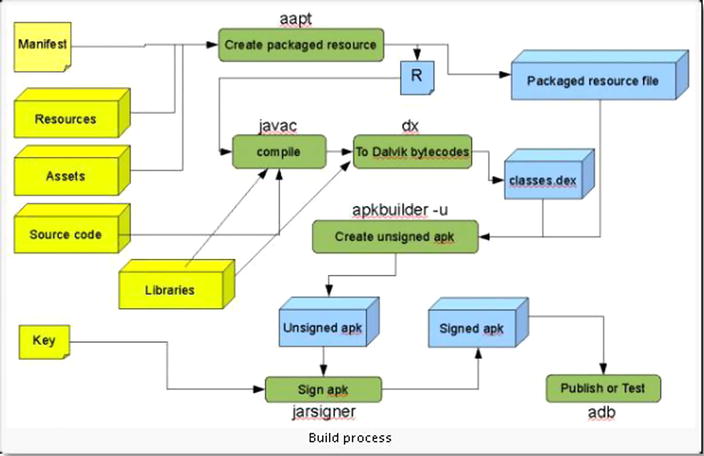 aapt
Manifest
Create packaged resource
R
Packaged resource file
Resources
javac
dx
compile
To Dalvik bytecodes
Assets
classes.dex
apkbuilder -u
Source code
Create unsigned apk
Libraries
Unsigned apk
Signed apk
Key
Sign apk
Publish or Test
jarsigner
adb
Build process